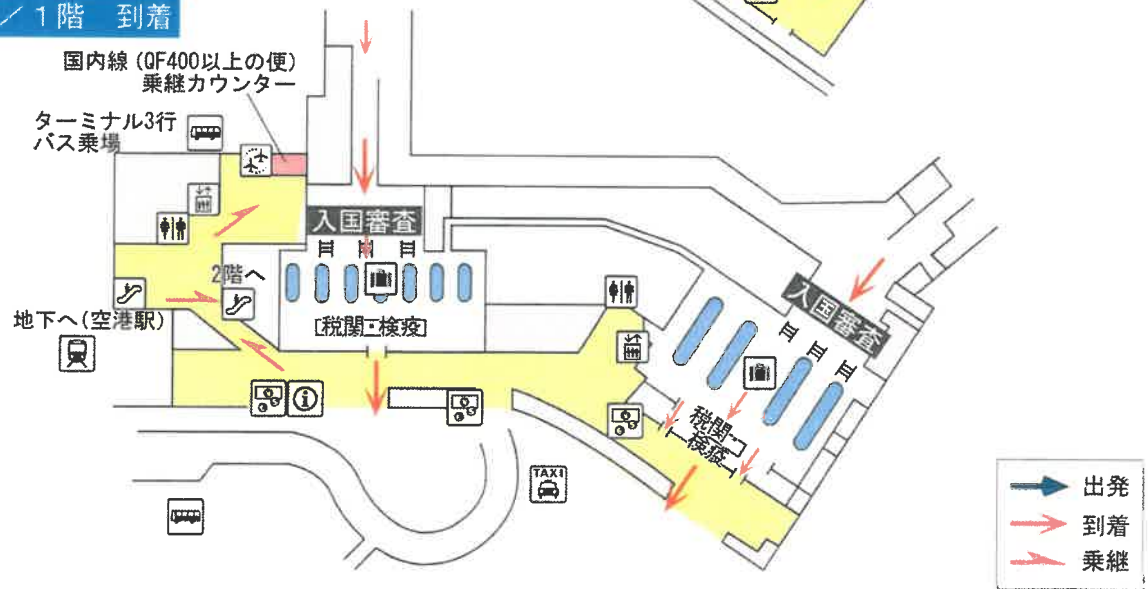 ／1階 到着
国内線(QF400以上の便)
乗継カウンター
ターミナル3行
バス乗場
入国審査
2階へ
[税関・検疫]
地下へ(空港駅)
入国審査
税関・
検疫
TAXI
出発
到着
乗継